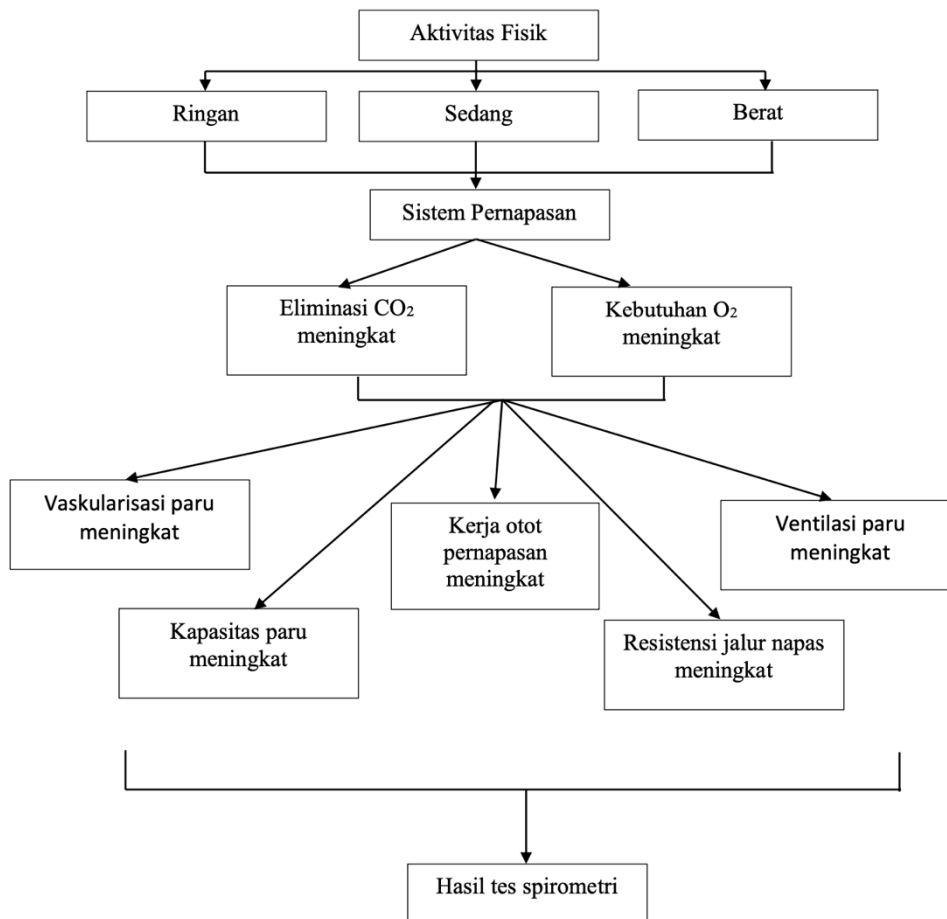 Aktivitas Fisik
Ringan
Sedang
Berat
Sistem Pernapasan
Eliminasi CO₂
meningkat
Kebutuhan O₂
meningkat
Vaskularisasi paru
meningkat
Kerja otot
pernapasan
meningkat
Ventilasi paru
meningkat
Kapasitas paru
meningkat
Resistensi jalur napas
meningkat
Hasil tes spirometri